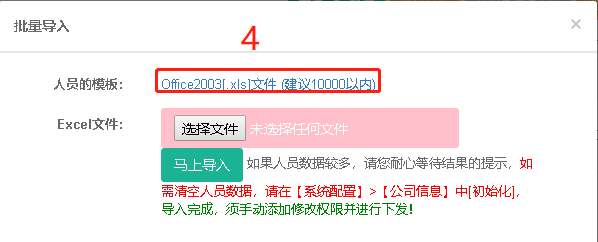 批量导入
×
4
人员的模板：
Office2003[.xls]文件 (建议10000以内)
Excel文件：
选择文件 未选择任何文件
马上导入 如果人员数据较多，请您耐心等待结果的提示，如
需清空人员数据，请在【系统配置】>【公司信息】中[初始化]，
导入完成，须手动添加修改权限并进行下发！